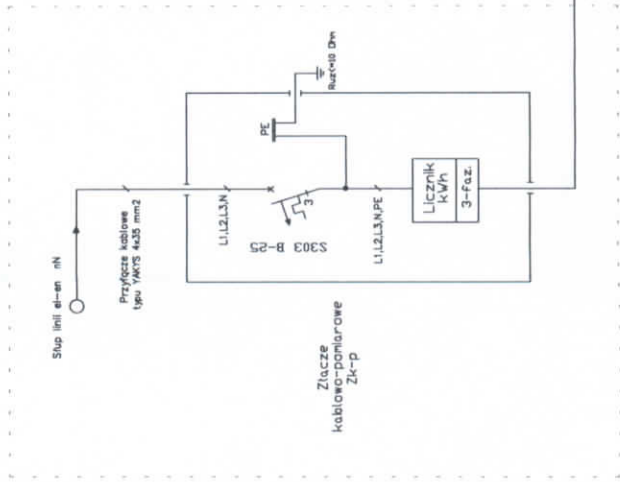 Słup linii el-en nN
Przyłącze kablowe
typu YAKYS 4x35 mm2
L1,L2,L3,N
PE
Ruz<=10 Ohm
3
S303 B-25
L1,L2,L3,N,PE
Licznik
kWh
3-faz.
Złącze
kablowo-pomiarowe
Zk-p